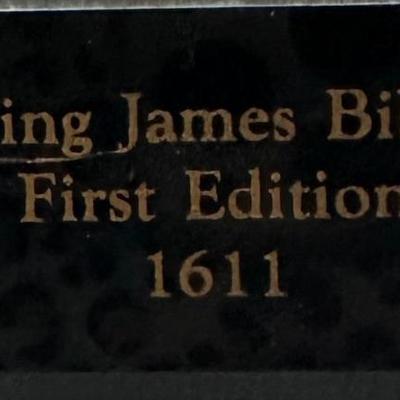 ing James Bi
First Edition
1611